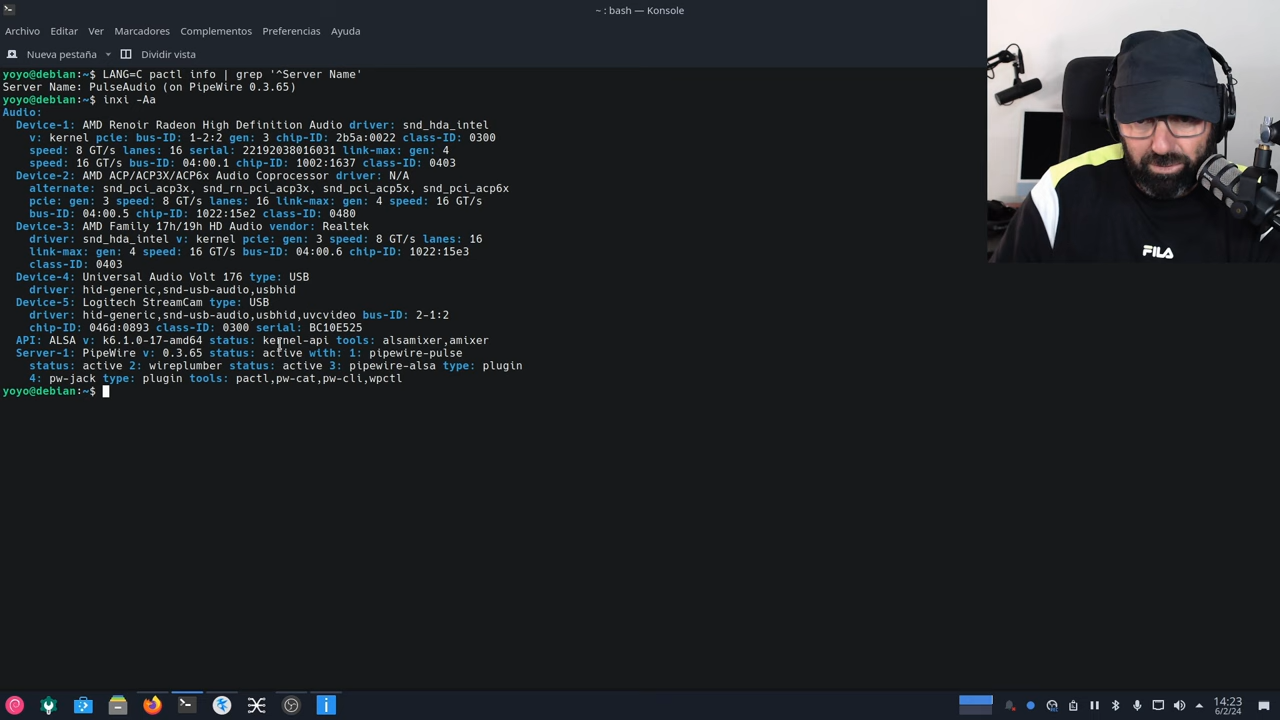 ~ : bash — Konsole
Archivo Editar Ver Marcadores Complementos Preferencias Ayuda
Nueva pestaña Dividir vista
yoyo@debian:~$ LANG=C pactl info | grep '^Server Name'
Server Name: PulseAudio (on PipeWire 0.3.65)
yoyo@debian:~$ inxi -Aa
Audio:
Device-1: AMD Renoir Radeon High Definition Audio driver: snd_hda_intel
v: kernel pcie: bus-ID: 1-2:2 gen: 3 chip-ID: 2b5a:0022 class-ID: 0300
speed: 8 GT/s lanes: 16 serial: 22192038016031 link-max: gen: 4
speed: 16 GT/s bus-ID: 04:00.1 chip-ID: 1002:1637 class-ID: 0403
Device-2: AMD ACP/ACP3X/ACP6x Audio Coprocessor driver: N/A
alternate: snd_pci_acp3x, snd_rn_pci_acp3x, snd_pci_acp5x, snd_pci_acp6x
pcie: gen: 3 speed: 8 GT/s lanes: 16 link-max: gen: 4 speed: 16 GT/s
bus-ID: 04:00.5 chip-ID: 1022:15e2 class-ID: 0480
Device-3: AMD Family 17h/19h HD Audio vendor: Realtek
driver: snd_hda_intel v: kernel pcie: gen: 3 speed: 8 GT/s lanes: 16
link-max: gen: 4 speed: 16 GT/s bus-ID: 04:00.6 chip-ID: 1022:15e3
class-ID: 0403
Device-4: Universal Audio Volt 176 type: USB
driver: hid-generic,snd-usb-audio,usbhid
Device-5: Logitech StreamCam type: USB
driver: hid-generic,snd-usb-audio,usbhid,uvcvideo bus-ID: 2-1:2
chip-ID: 046d:0893 class-ID: 0300 serial: BC10E525
API: ALSA v: k6.1.0-17-amd64 status: kernel-api tools: alsamixer,amixer
Server-1: PipeWire v: 0.3.65 status: active with: 1: pipewire-pulse
status: active 2: wireplumber status: active 3: pipewire-alsa type: plugin
4: pw-jack type: plugin tools: pactl,pw-cat,pw-cli,wpctl
yoyo@debian:~$
FILA
14:23
6/2/24